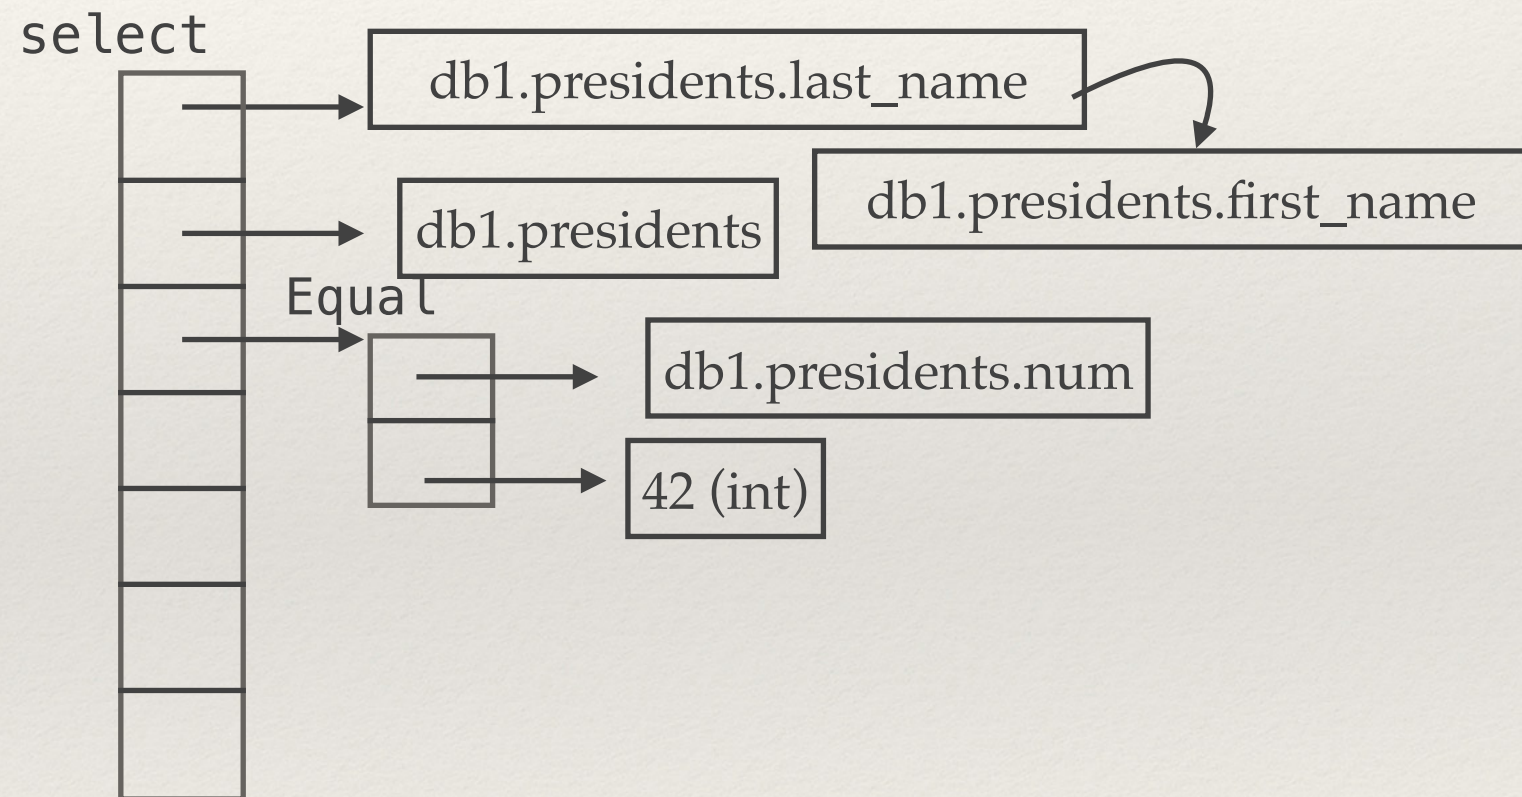 select
db1.presidents.last_name
db1.presidents.first_name
db1.presidents
Equal
db1.presidents.num
42 (int)